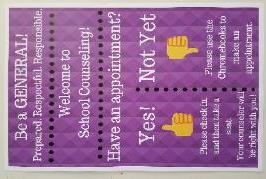 Be a GENERAL!
Prepared. Respectful. Responsible.
Welcome to
School Counseling!
Have an appointment?
Yes!
Please check in
and then take a
seat.
Your counselor will
be right with you!
Not Yet
Please use the
Chromebooks to
make an
appointment.